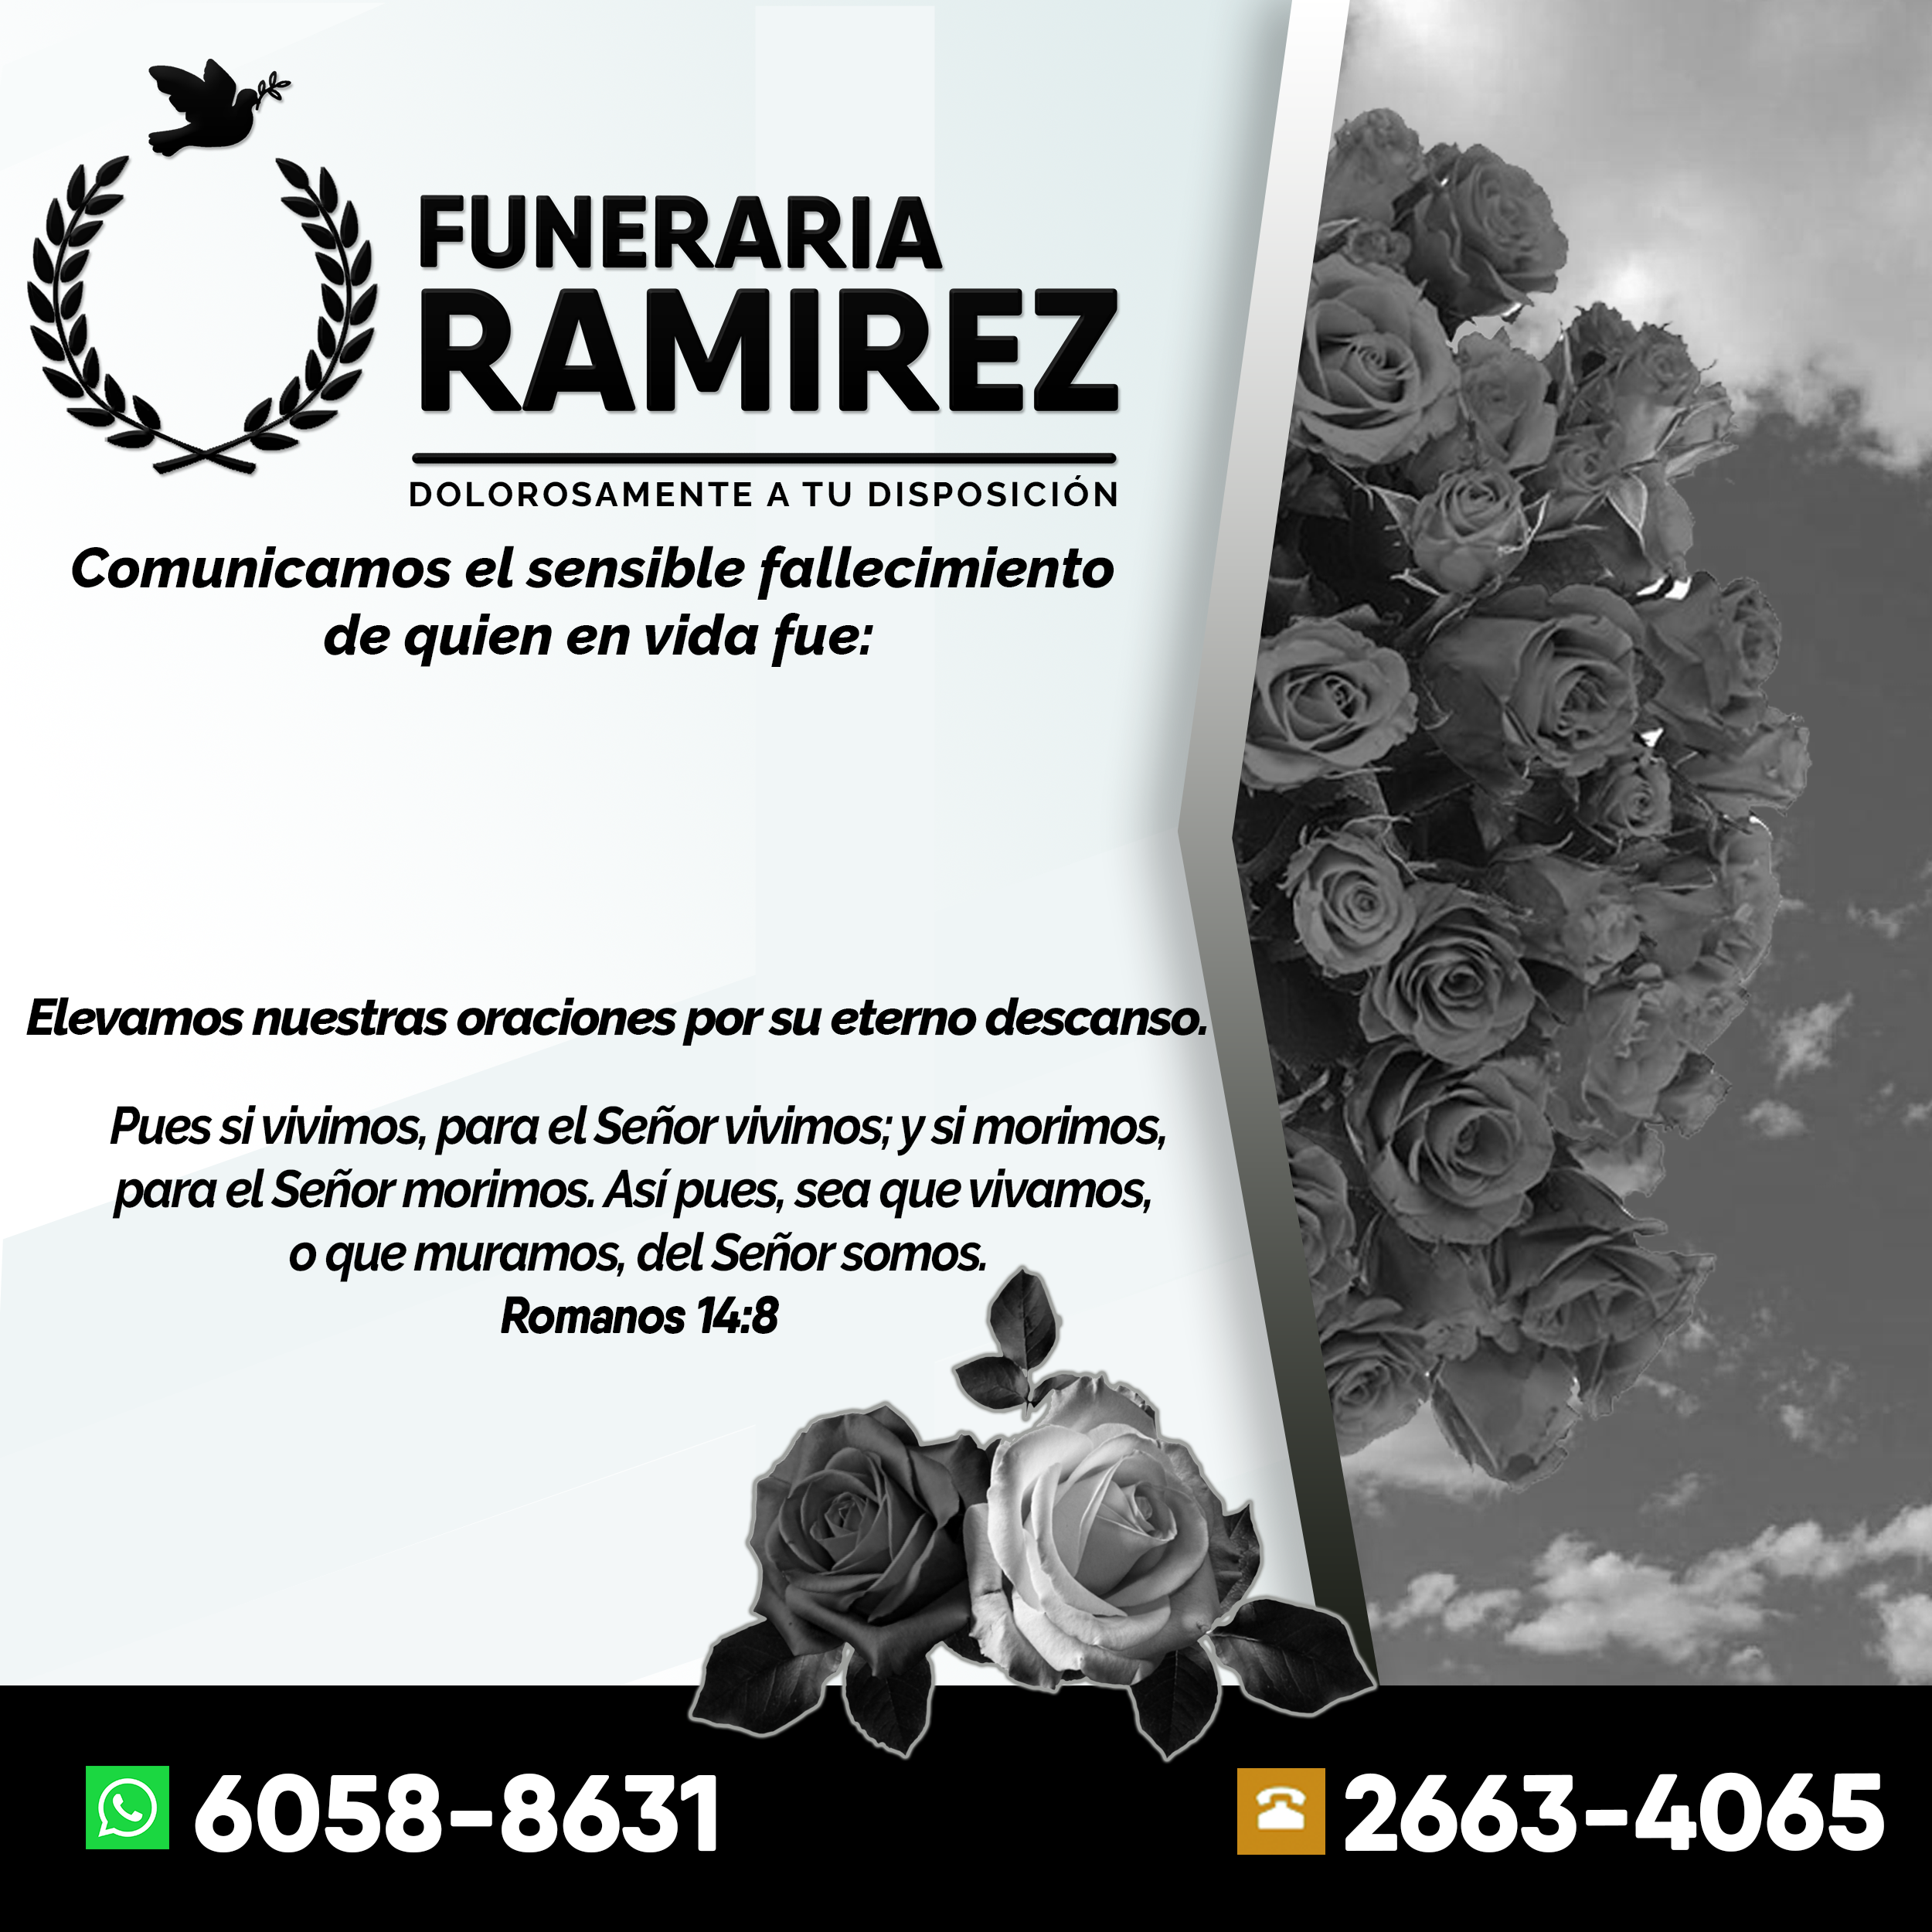 FUNERARIA
RAMIREZ
DOLOROSAMENTE A TU DISPOSICIÓN
Comunicamos el sensible fallecimiento
de quien en vida fue:
Elevamos nuestras oraciones por su eterno descanso.
Pues si vivimos, para el Señor vivimos; y si morimos,
para el Señor morimos. Así pues, sea que vivamos,
o que muramos, del Señor somos.
Romanos 14:8
6058-8631
2663-4065